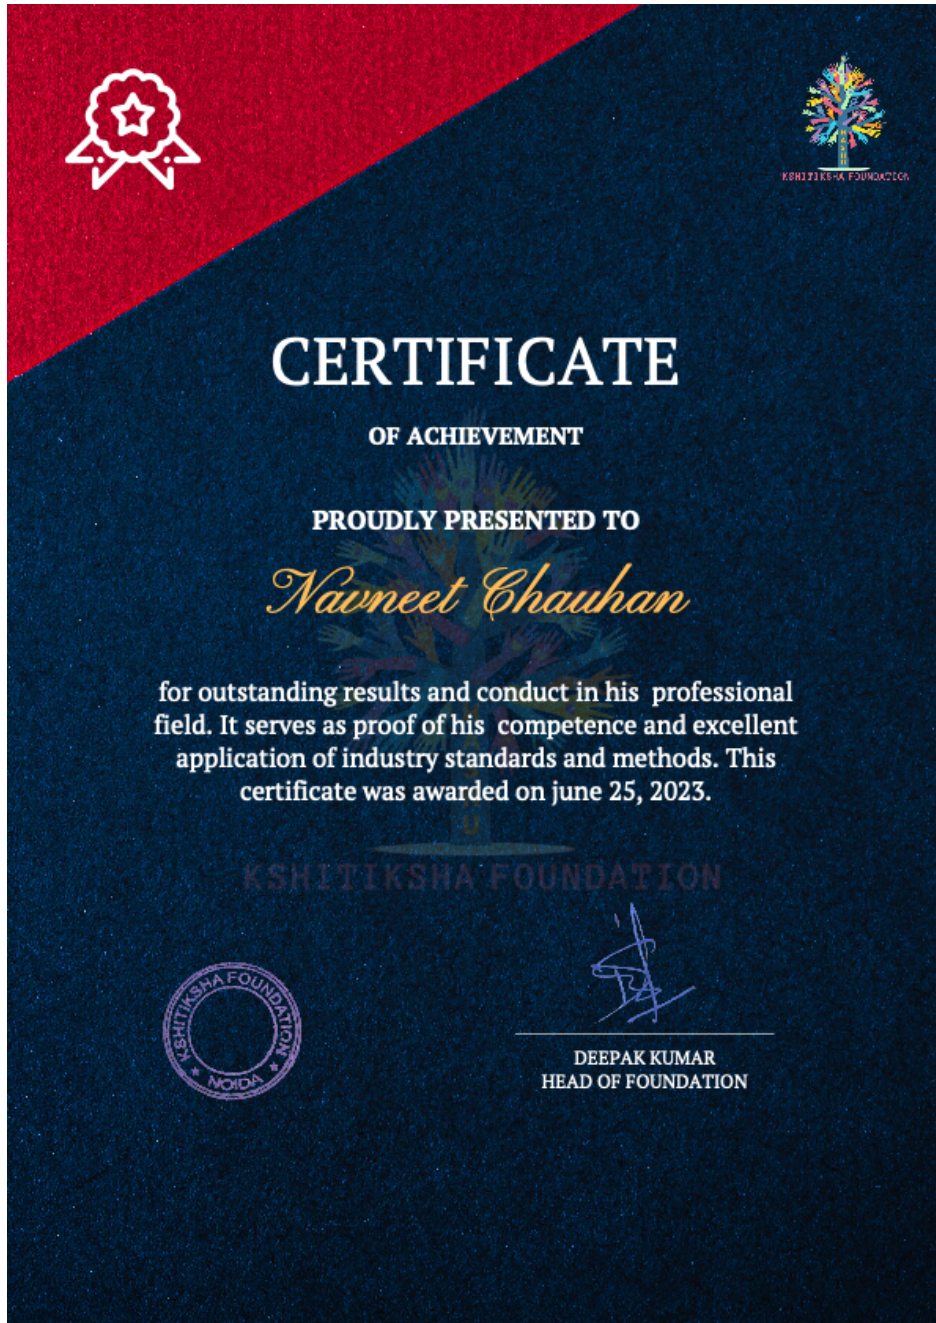 KSHITIKSHA FOUNDATION
CERTIFICATE
OF ACHIEVEMENT
PROUDLY PRESENTED TO
Navneet Chauhan
for outstanding results and conduct in his professional
field. It serves as proof of his competence and excellent
application of industry standards and methods. This
certificate was awarded on june 25, 2023.
KSHITIKSHA FOUNDATION
KSHITIKSHA FOUNDATION
NOIDA
DEEPAK KUMAR
HEAD OF FOUNDATION